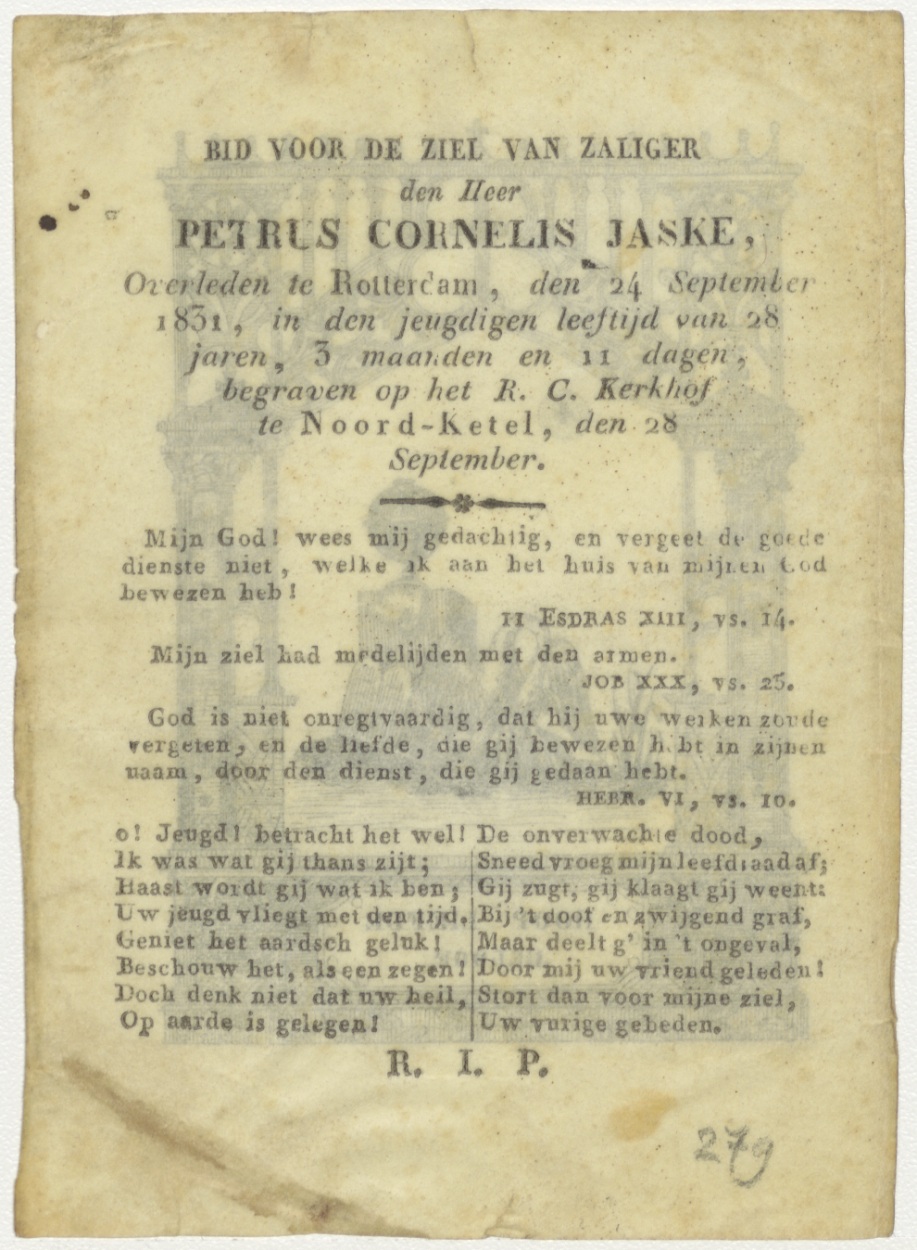 BID VOOR DE ZIEL VAN ZALIGER
den Heer
PETRUS CORNELIS JASKE,
Overleden te Rotterdam, den 24 September
1831, in den jeugdigen leeftijd van 28
jaren, 3 maanden en 11 dagen,
begraven op het R. C. Kerkhof
te Noord-Ketel, den 28
September.
Mijn God! wees mij gedachtig, en vergeet de goede
dienste niet, welke ik aan het huis van mijnen God
bewezen heb!
II ESDRAS XIII, vs. 14.
Mijn ziel had medelijden met den armen.
JOB XXX, vs. 25.
God is niet onregtvaardig, dat hij uwe werken zoude
vergeten, en de liefde, die gij bewezen hebt in zijnen
naam, door den dienst, die gij gedaan hebt.
HEBR. VI, vs. 10.
o! Jeugd! betracht het wel!
Ik was wat gij thans zijt;
Haast wordt gij wat ik ben;
Uw jeugd vliegt met den tijd.
Geniet het aardsch geluk!
Beschouw het, als een zegen!
Doch denk niet dat uw heil,
Op aarde is gelegen!
De onverwachte dood,
Sneed vroeg mijn leefdraad af;
Gij zugt, gij klaagt gij weent:
Bij 't doof en zwijgend graf,
Maar deelt g' in 't ongeval,
Door mij uw vriend geleden!
Stort dan voor mijne ziel,
Uw vurige gebeden.
R. I. P.
279